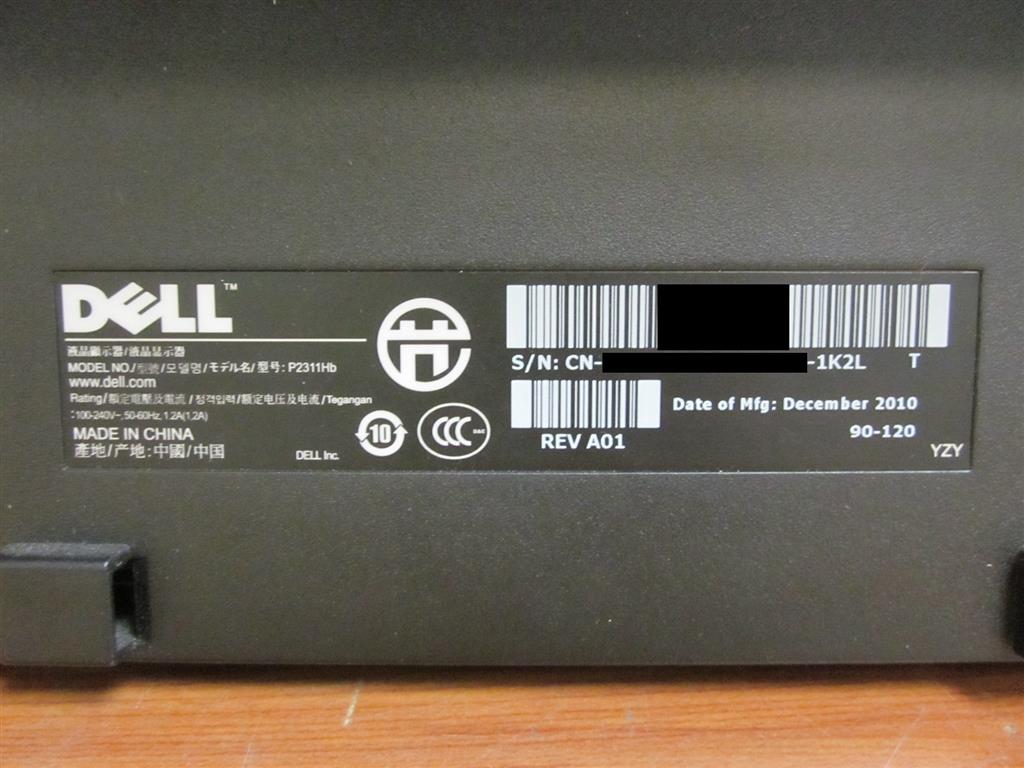 DELL™
液晶顯示器/液晶显示器
MODEL NO./型號/모델명/モデル名/型号: P2311Hb
www.dell.com
Rating/額定電壓及電流/정격입력/額定电压及电流/Tegangan
:100-240V~,50-60Hz, 1.2A(1,2A)
MADE IN CHINA
產地/产地:中國/中国
DELL Inc.
10
CCC
S&E
S/N: CN-
-1K2L T
REV A01
Date of Mfg: December 2010
90-120
YZY